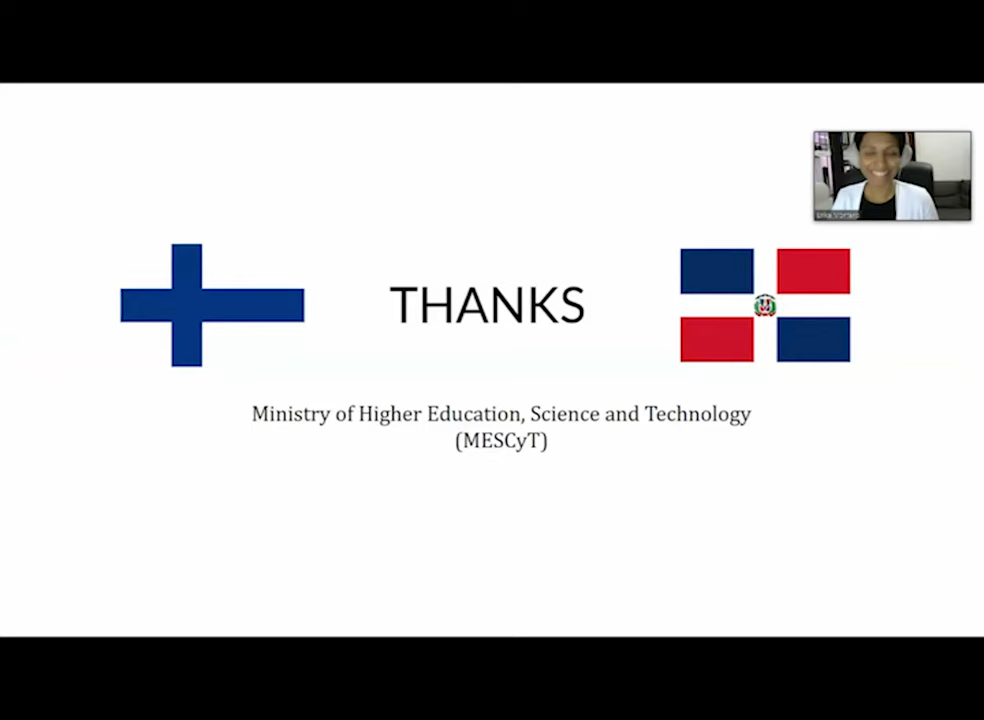 THANKS
Ministry of Higher Education, Science and Technology
(MESCyT)